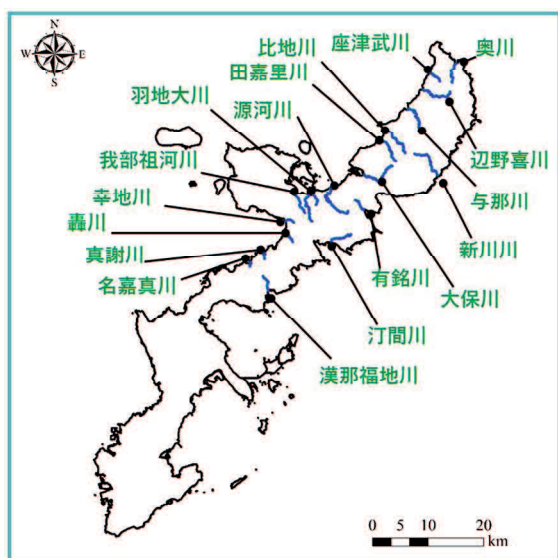 N
W
E
S
座津武川
奥川
比地川
田嘉里川
羽地大川
源河川
我部祖河川
辺野喜川
幸地川
与那川
轟川
新川川
真謝川
有銘川
名嘉真川
大保川
汀間川
漢那福地川
0 5 10 20
km